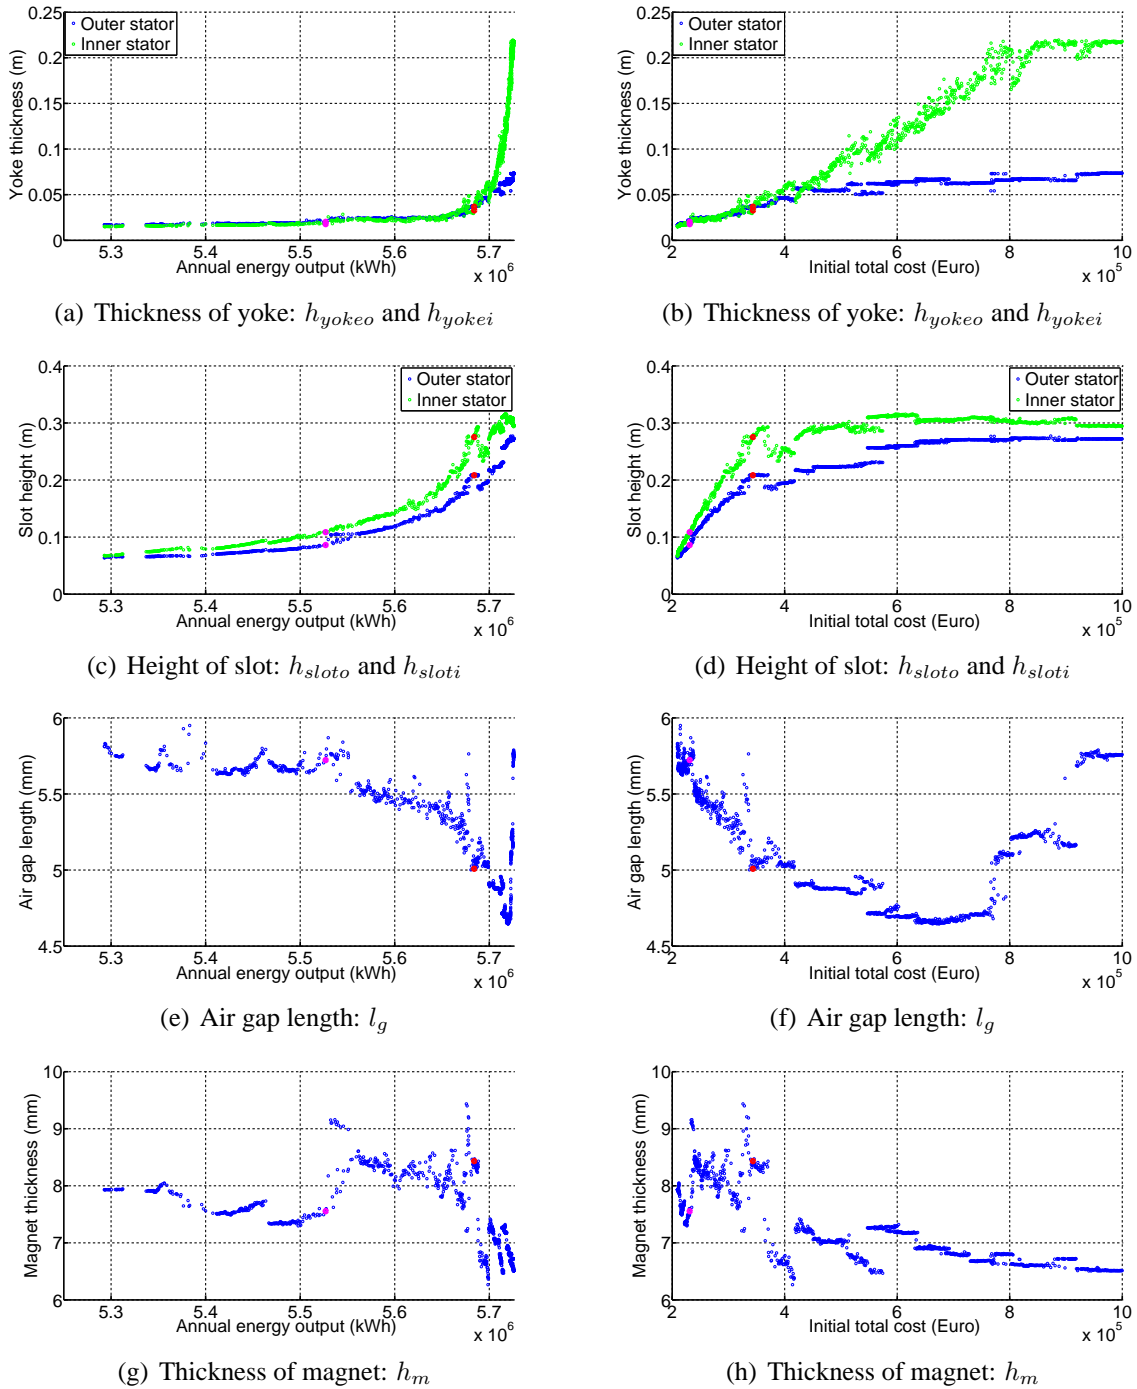 0.25
0.2
0.15
0.1
0.05
0
Yoke thickness (m)
Outer stator
Inner stator
5.3 5.4 5.5 5.6 5.7
Annual energy output (kWh)
x 10^6
(a) Thickness of yoke: h_yokeo and h_yokei
0.25
0.2
0.15
0.1
0.05
0
Yoke thickness (m)
Outer stator
Inner stator
2 4 6 8 10
Initial total cost (Euro)
x 10^5
(b) Thickness of yoke: h_yokeo and h_yokei
0.4
0.3
0.2
0.1
0
Slot height (m)
Outer stator
Inner stator
5.3 5.4 5.5 5.6 5.7
Annual energy output (kWh)
x 10^6
(c) Height of slot: h_sloto and h_sloti
0.4
0.3
0.2
0.1
0
Slot height (m)
Outer stator
Inner stator
2 4 6 8 10
Initial total cost (Euro)
x 10^5
(d) Height of slot: h_sloto and h_sloti
6
5.5
5
4.5
Air gap length (mm)
5.3 5.4 5.5 5.6 5.7
Annual energy output (kWh)
x 10^6
(e) Air gap length: l_g
6
5.5
5
4.5
Air gap length (mm)
2 4 6 8 10
Initial total cost (Euro)
x 10^5
(f) Air gap length: l_g
10
9
8
7
6
Magnet thickness (mm)
5.3 5.4 5.5 5.6 5.7
Annual energy output (kWh)
x 10^6
(g) Thickness of magnet: h_m
10
9
8
7
6
Magnet thickness (mm)
2 4 6 8 10
Initial total cost (Euro)
x 10^5
(h) Thickness of magnet: h_m